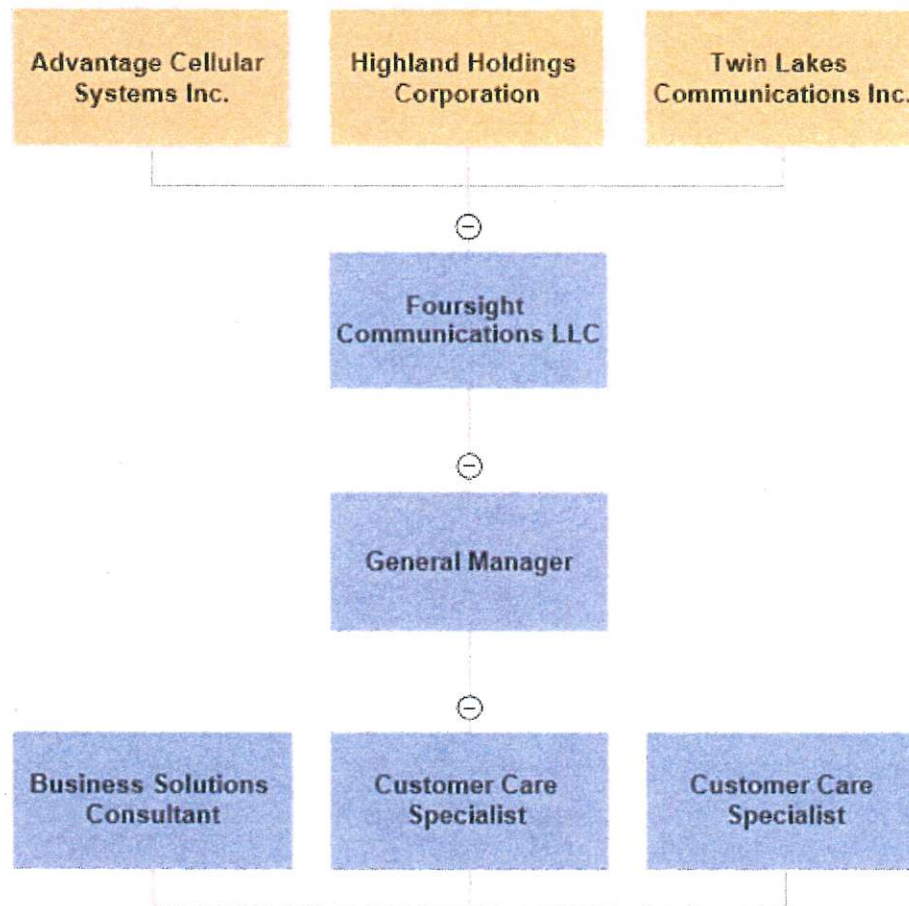 Advantage Cellular
Systems Inc.
Highland Holdings
Corporation
Twin Lakes
Communications Inc.
Foursight
Communications LLC
General Manager
Business Solutions
Consultant
Customer Care
Specialist
Customer Care
Specialist